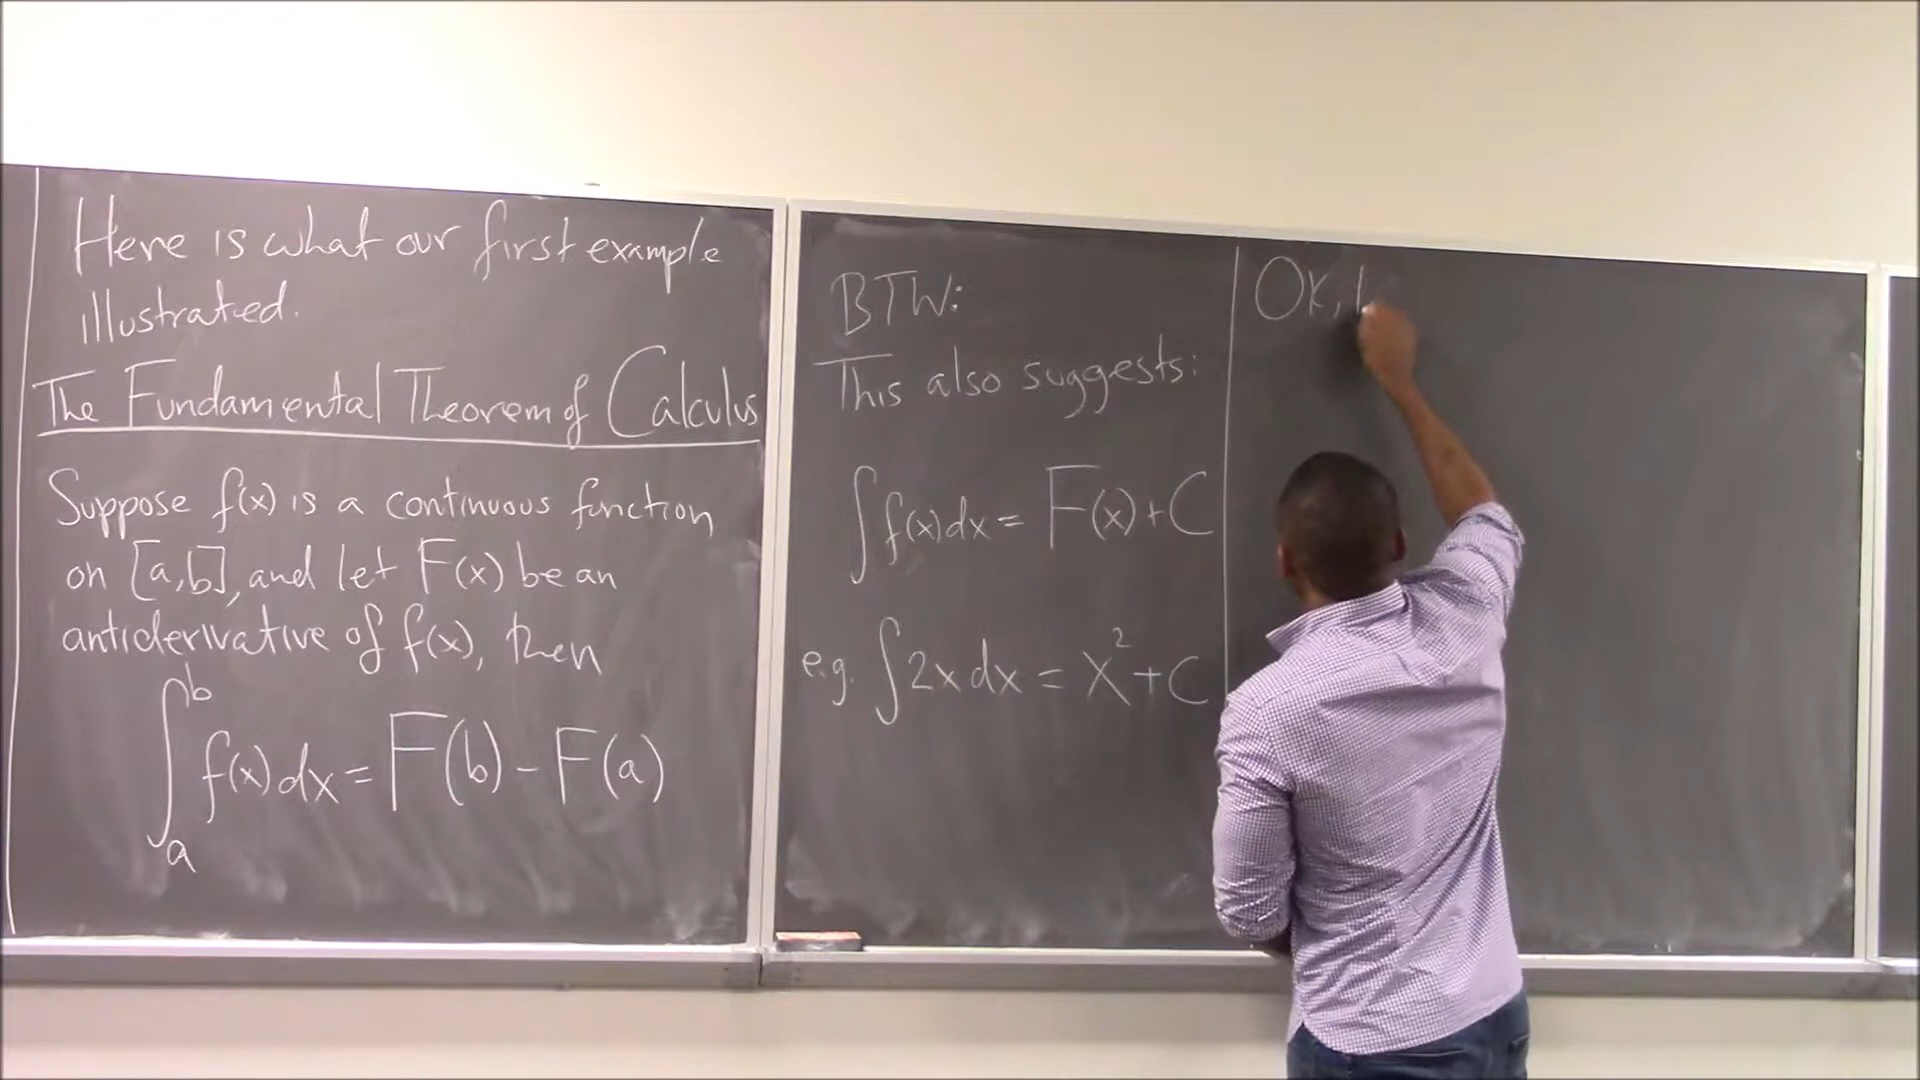 Here is what our first example
illustrated.
The Fundamental Theorem of Calculus
Suppose f(x) is a continuous function
on [a,b], and let F(x) be an
antiderivative of f(x), then
∫_a^b f(x)dx = F(b) - F(a)
BTW:
This also suggests:
∫f(x)dx = F(x)+C
e.g. ∫2x dx = x² + C
Ok,